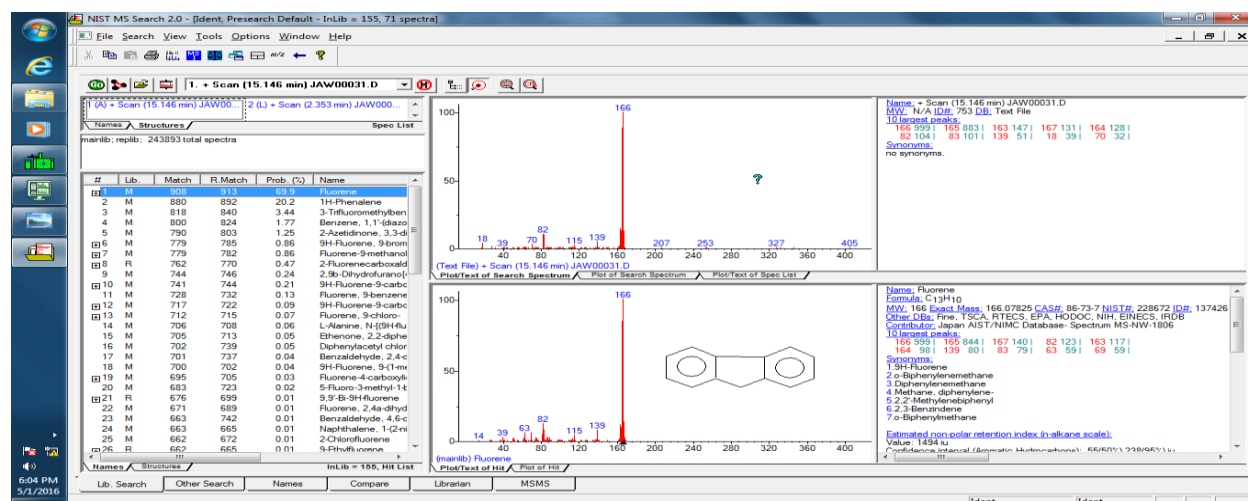 NIST MS Search 2.0 - [Ident, Presearch Default - InLib = 155, 71 spectra]
File Search View Tools Options Window Help
1. + Scan (15.146 min) JAW00031.D
1 (A) + Scan (15.146 min) JAW00... 2 (L) + Scan (2.353 min) JAW000...
Names Structures Spec List
mainlib; replib; 243893 total spectra
# Lib. Match R.Match Prob. (%) Name
1 M 908 913 69.9 Fluorene
2 M 880 892 20.2 1H-Phenalene
3 M 818 840 3.44 3-Trifluoromethylben
4 M 800 824 1.77 Benzene, 1,1'-(diazo
5 M 790 803 1.25 2-Azetidinone, 3,3-di
6 M 779 785 0.86 9H-Fluorene, 9-brom
7 M 779 782 0.86 Fluorene-9-methanol
8 R 762 770 0.47 2-Fluorenecarboxald
9 M 744 746 0.24 2,9b-Dihydrofurano[
10 M 741 744 0.21 9H-Fluorene-9-carbo
11 M 728 732 0.13 Fluorene, 9-benzene
12 M 717 722 0.09 9H-Fluorene-9-carbo
13 M 712 715 0.07 Fluorene, 9-chloro-
14 M 706 708 0.06 L-Alanine, N-[(9H-flu
15 M 705 713 0.05 Ethenone, 2,2-diphe
16 M 702 739 0.05 Diphenylacetyl chlor
17 M 701 737 0.04 Benzaldehyde, 2,4-d
18 M 700 702 0.04 9H-Fluorene, 9-(1-me
19 M 695 705 0.03 Fluorene-4-carboxyli
20 M 683 723 0.02 5-Fluoro-3-methyl-1-t
21 R 676 699 0.01 9,9'-Bi-9H-fluorene
22 M 671 689 0.01 Fluorene, 2,4a-dihyd
23 M 663 742 0.01 Benzaldehyde, 4,6-d
24 M 663 665 0.01 Naphthalene, 1-(2-ni
25 M 662 672 0.01 2-Chlorofluorene
26 R 662 665 0.01 9-Ethylfluorene
Names Structures InLib = 155, Hit List
100
50
0
166
18 39 70 82 115 139 207 253 327 405
40 80 120 160 200 240 280 320 360 400
(Text File) + Scan (15.146 min) JAW00031.D
Plot/Text of Search Spectrum Plot of Search Spectrum Plot/Text of Spec List
Name: + Scan (15.146 min) JAW00031.D
MW: N/A ID#: 753 DB: Text File
10 largest peaks:
166 999 | 165 883 | 163 147 | 167 131 | 164 128 |
82 104 | 83 101 | 139 51 | 18 39 | 70 32 |
Synonyms:
no synonyms.
100
50
0
166
14 39 63 82 115 139
40 80 120 160 200 240 280 320 360 400
(mainlib) Fluorene
Plot/Text of Hit Plot of Hit
Name: Fluorene
Formula: C13H10
MW: 166 Exact Mass: 166.07825 CAS#: 86-73-7 NIST#: 228672 ID#: 137426
Other DBs: Fine, TSCA, RTECS, EPA, HODOC, NIH, EINECS, IRDB
Contributor: Japan AIST/NIMC Database- Spectrum MS-NW-1806
10 largest peaks:
166 999 | 165 844 | 167 140 | 82 123 | 163 117 |
164 98 | 139 80 | 83 79 | 63 59 | 69 59 |
Synonyms:
1.9H-Fluorene
2.o-Biphenylenemethane
3.Diphenylenemethane
4.Methane, diphenylene-
5.2,2'-Methylenebiphenyl
6.2,3-Benzindene
7.o-Biphenylmethane
Estimated non-polar retention index (n-alkane scale):
Value: 1494 iu
Confidence interval (Aromatic Hydrocarbons): 55(50%) 238(95%) iu
Lib. Search Other Search Names Compare Librarian MSMS
6:04 PM
5/1/2016